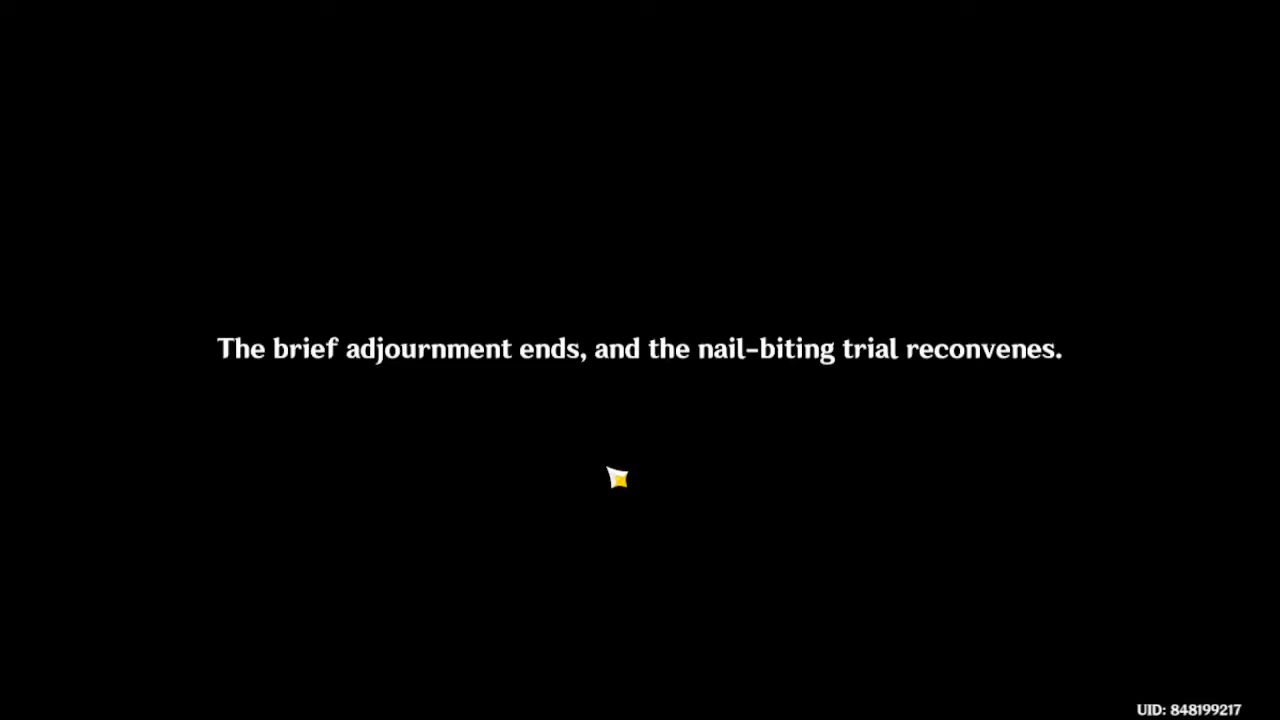 The brief adjournment ends, and the nail-biting trial reconvenes.
UID: 848199217